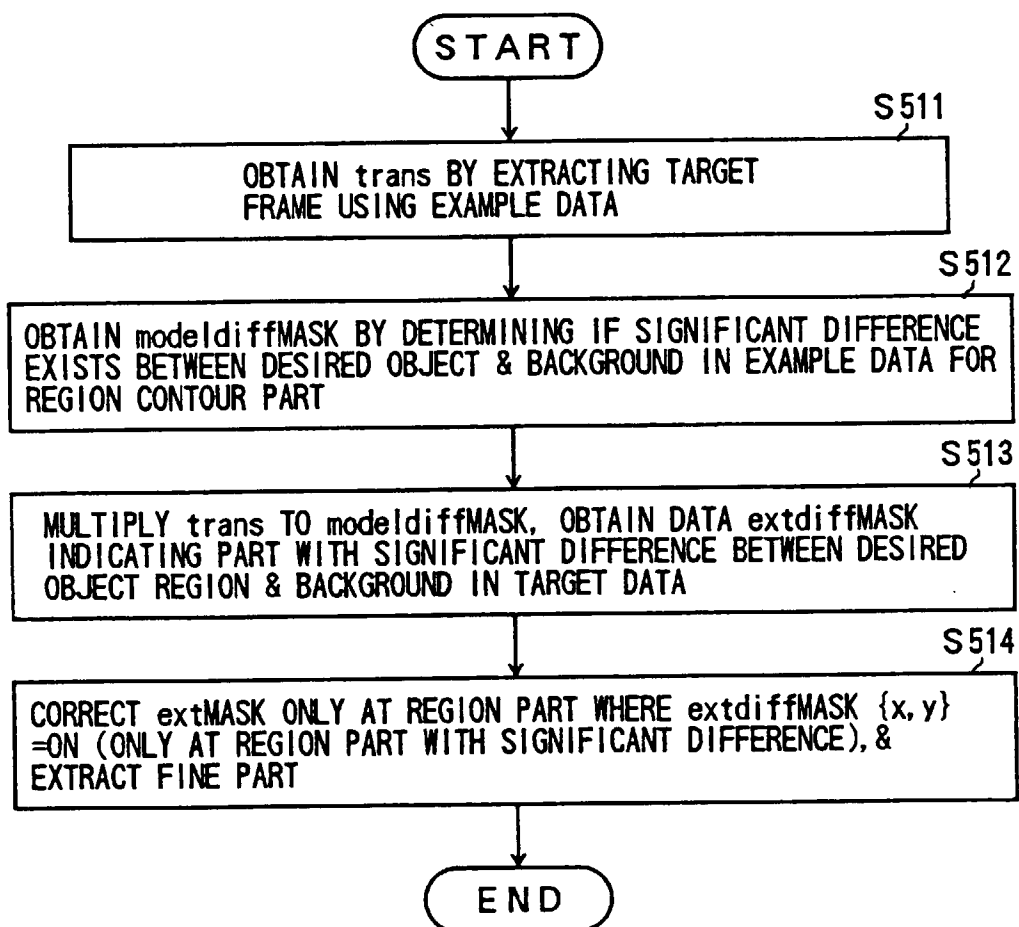 START
S511
OBTAIN trans BY EXTRACTING TARGET
FRAME USING EXAMPLE DATA
S512
OBTAIN modeldiffMASK BY DETERMINING IF SIGNIFICANT DIFFERENCE
EXISTS BETWEEN DESIRED OBJECT & BACKGROUND IN EXAMPLE DATA FOR
REGION CONTOUR PART
S513
MULTIPLY trans TO modeldiffMASK, OBTAIN DATA extdiffMASK
INDICATING PART WITH SIGNIFICANT DIFFERENCE BETWEEN DESIRED
OBJECT REGION & BACKGROUND IN TARGET DATA
S514
CORRECT extMASK ONLY AT REGION PART WHERE extdiffMASK {x,y}
=ON (ONLY AT REGION PART WITH SIGNIFICANT DIFFERENCE), &
EXTRACT FINE PART
END